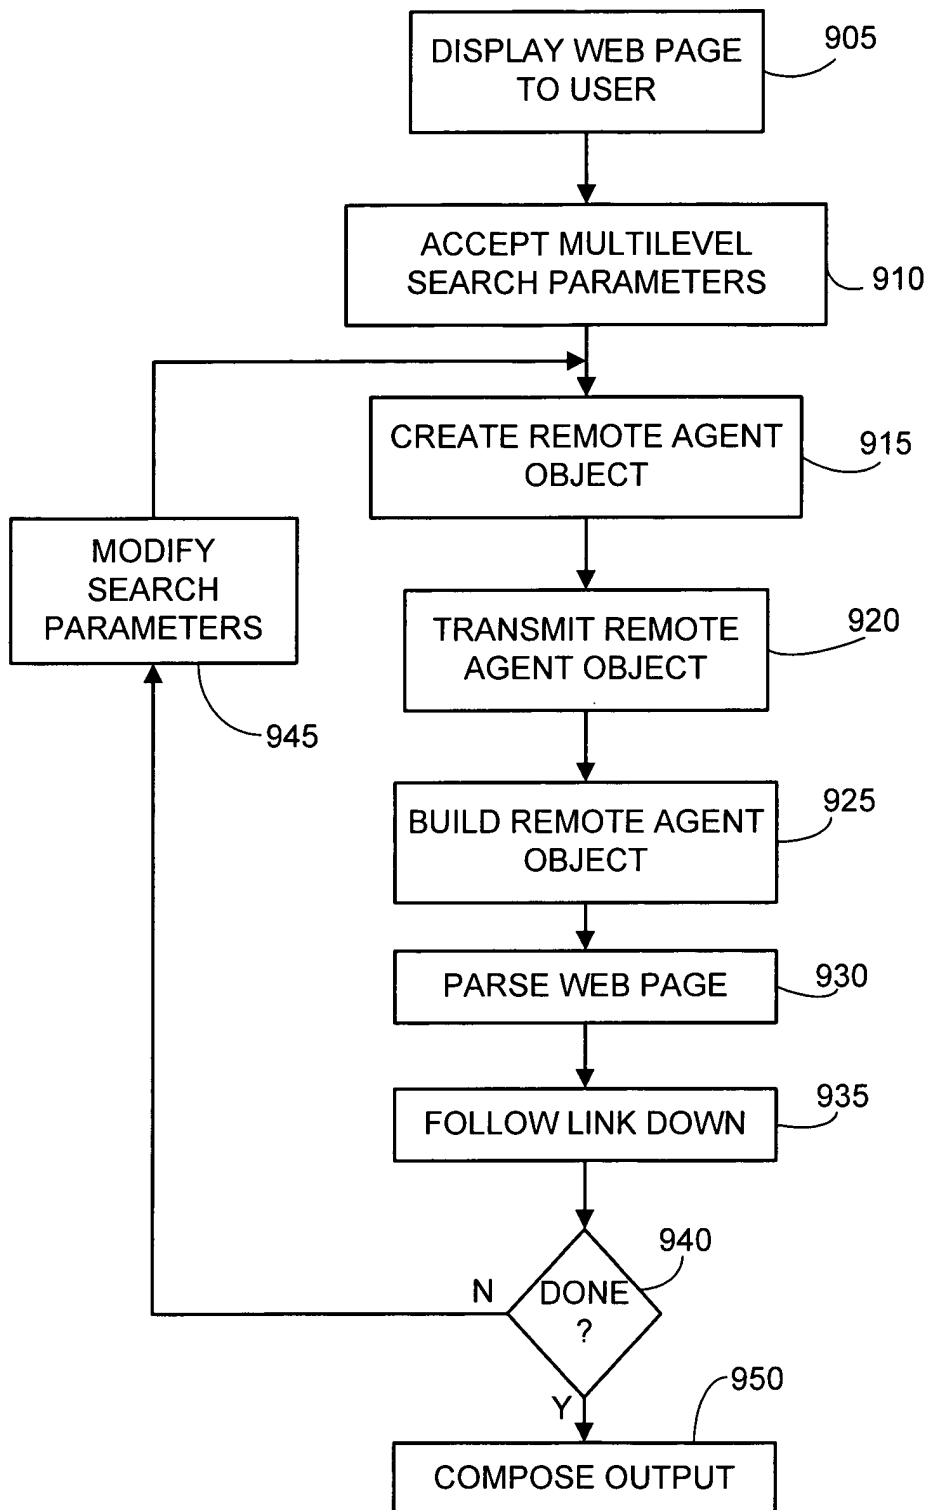 DISPLAY WEB PAGE
TO USER
905
ACCEPT MULTILEVEL
SEARCH PARAMETERS
910
CREATE REMOTE AGENT
OBJECT
915
MODIFY
SEARCH
PARAMETERS
945
TRANSMIT REMOTE
AGENT OBJECT
920
BUILD REMOTE AGENT
OBJECT
925
PARSE WEB PAGE
930
FOLLOW LINK DOWN
935
940
N
DONE
?
Y
950
COMPOSE OUTPUT